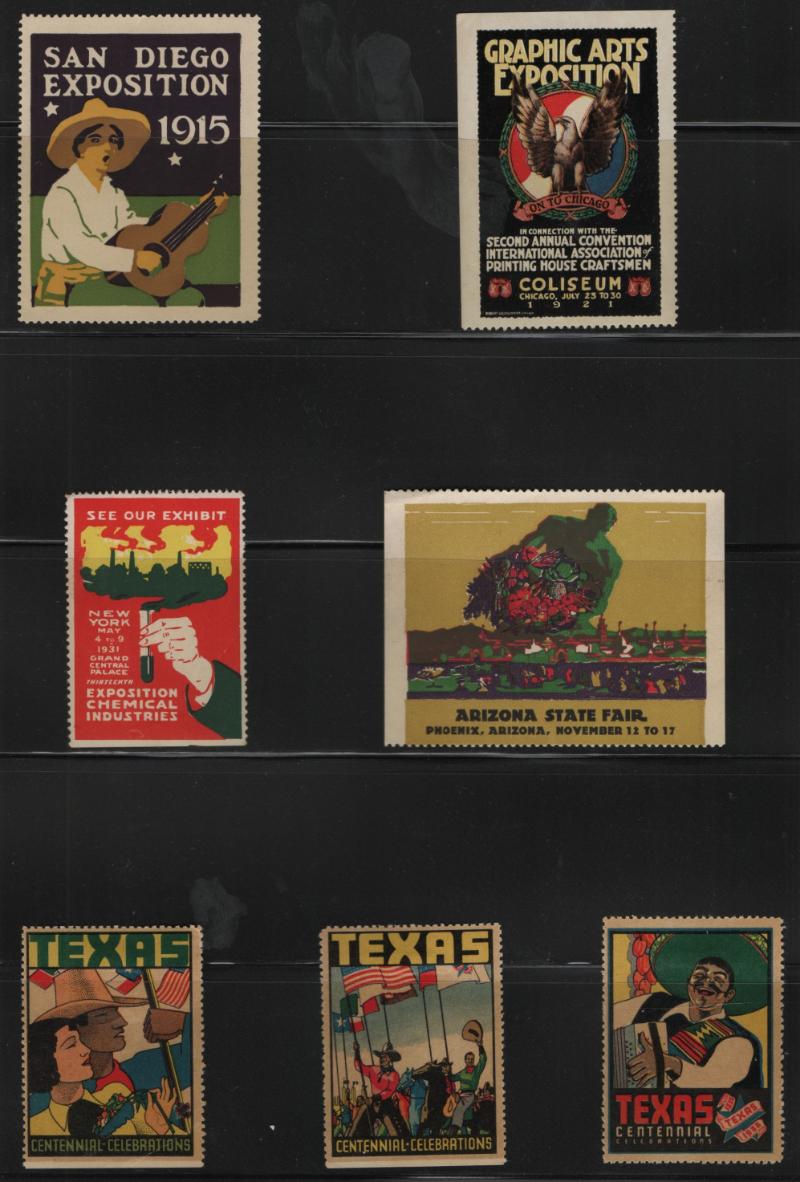 SAN DIEGO
EXPOSITION
1915
GRAPHIC ARTS
EXPOSITION
ON TO CHICAGO
IN CONNECTION WITH THE
SECOND ANNUAL CONVENTION
INTERNATIONAL ASSOCIATION of
PRINTING HOUSE CRAFTSMEN
COLISEUM
CHICAGO, JULY 23 TO 30
1921
SEE OUR EXHIBIT
NEW
YORK
MAY
4 TO 9
1931
GRAND
CENTRAL
PALACE
THIRTEENTH
EXPOSITION
CHEMICAL
INDUSTRIES
ARIZONA STATE FAIR
PHOENIX, ARIZONA, NOVEMBER 12 TO 17
TEXAS
CENTENNIAL-CELEBRATIONS
TEXAS
CENTENNIAL-CELEBRATIONS
TEXAS
CENTENNIAL
CELEBRATIONS
TEXAS
1936